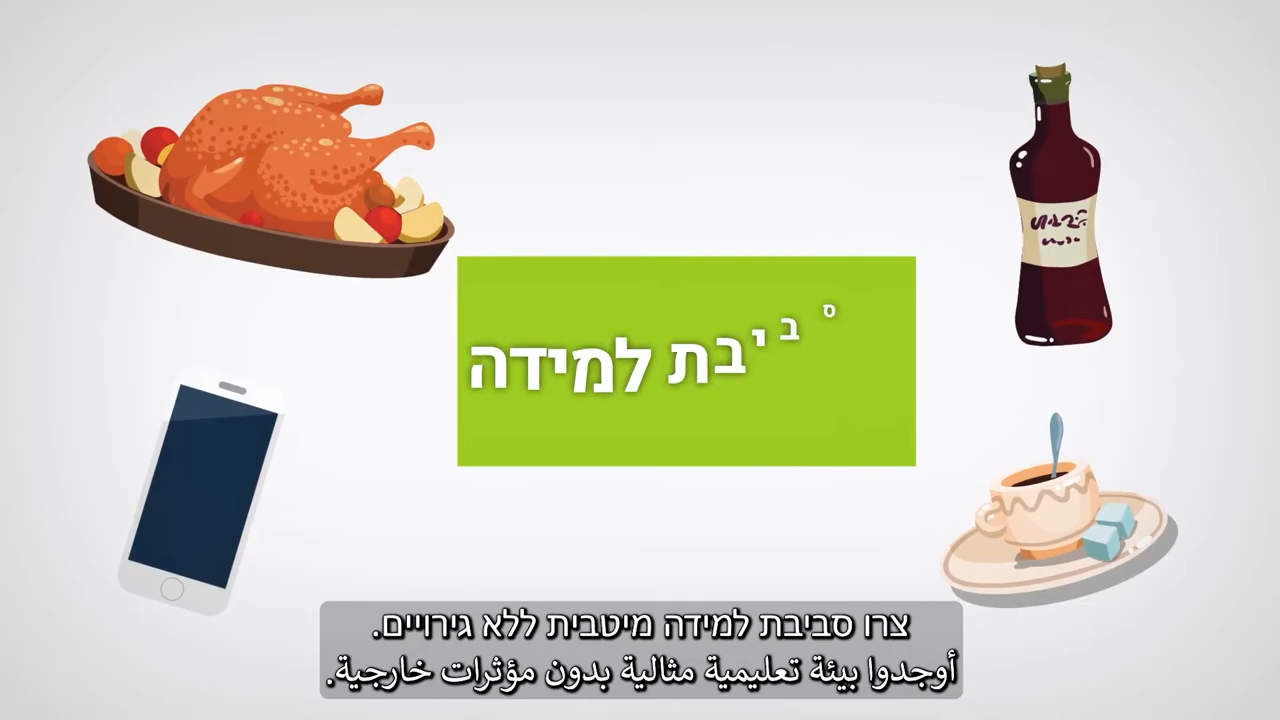 סביבת למידה
צרו סביבת למידה מיטבית ללא גירויים.
أوجدوا بيئة تعليمية مثالية بدون مؤثرات خارجية.